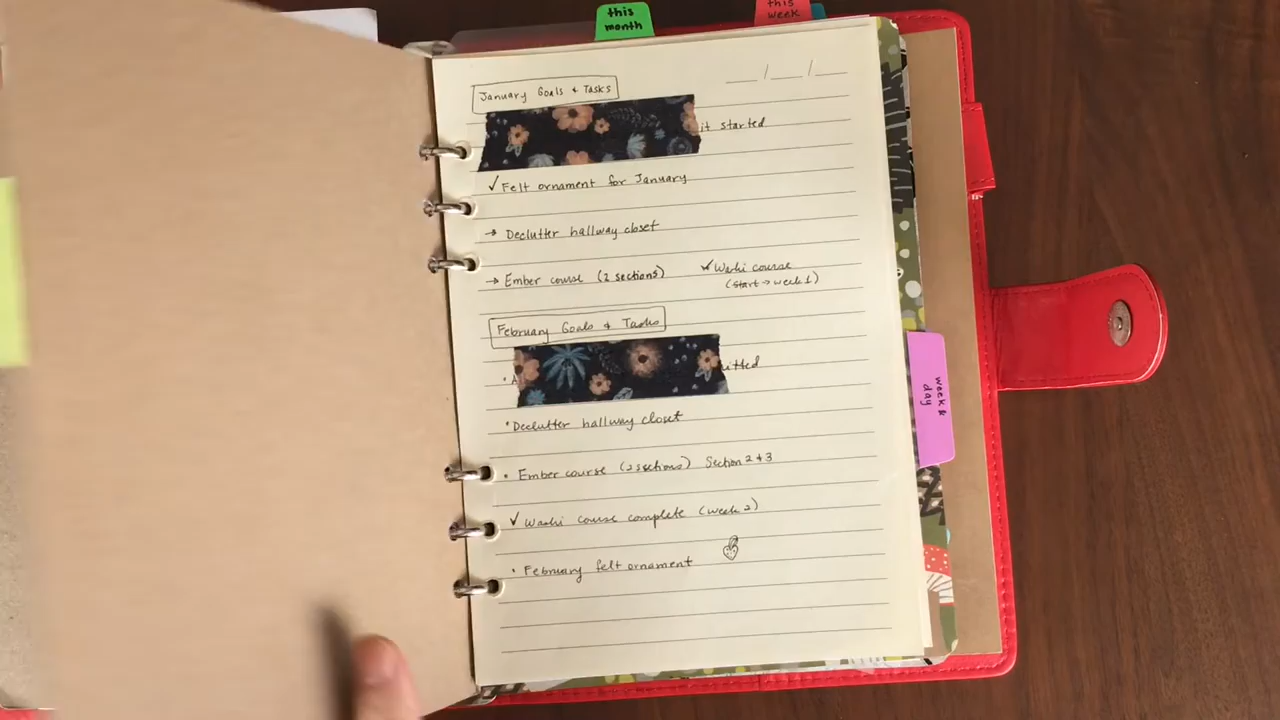 this
month
this
week
January Goals & Tasks
it started
✓ Felt ornament for January
→ Declutter hallway closet
→ Ember course (2 sections) ✓ Washi course
(start → week 1)
February Goals & Tasks
• A itted
• Declutter hallway closet
• Ember course (2 sections) Section 2 & 3
✓ Washi course complete (week 2)
• February felt ornament
week &
day